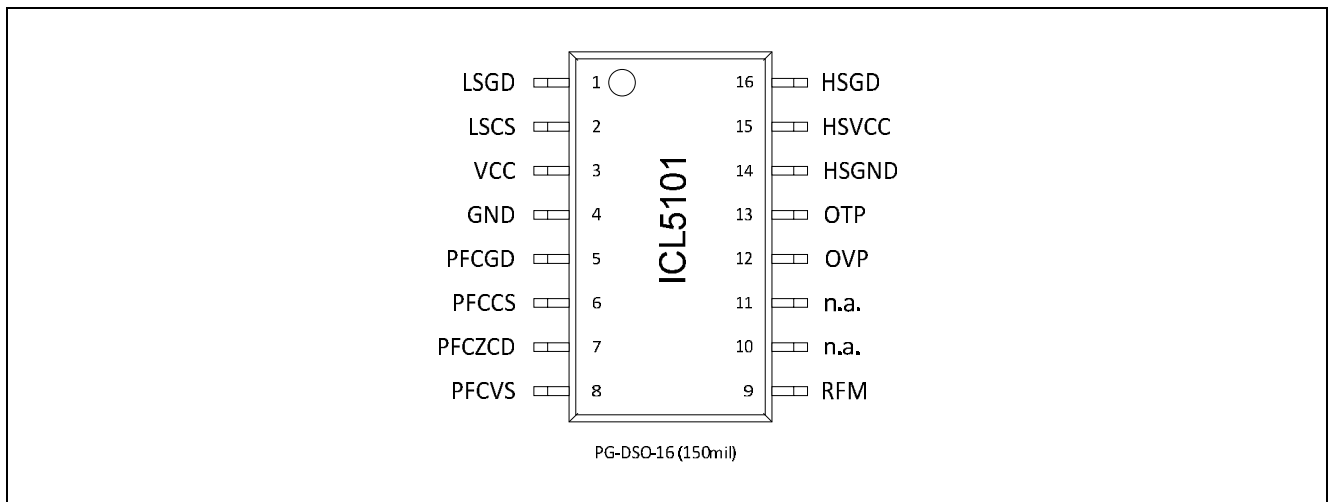 LSGD 1 16 HSGD
LSCS 2 15 HSVCC
VCC 3 14 HSGND
GND 4 13 OTP
PFCGD 5 12 OVP
PFCCS 6 11 n.a.
PFCZCD 7 10 n.a.
PFCVS 8 9 RFM
ICL5101
PG-DSO-16 (150mil)